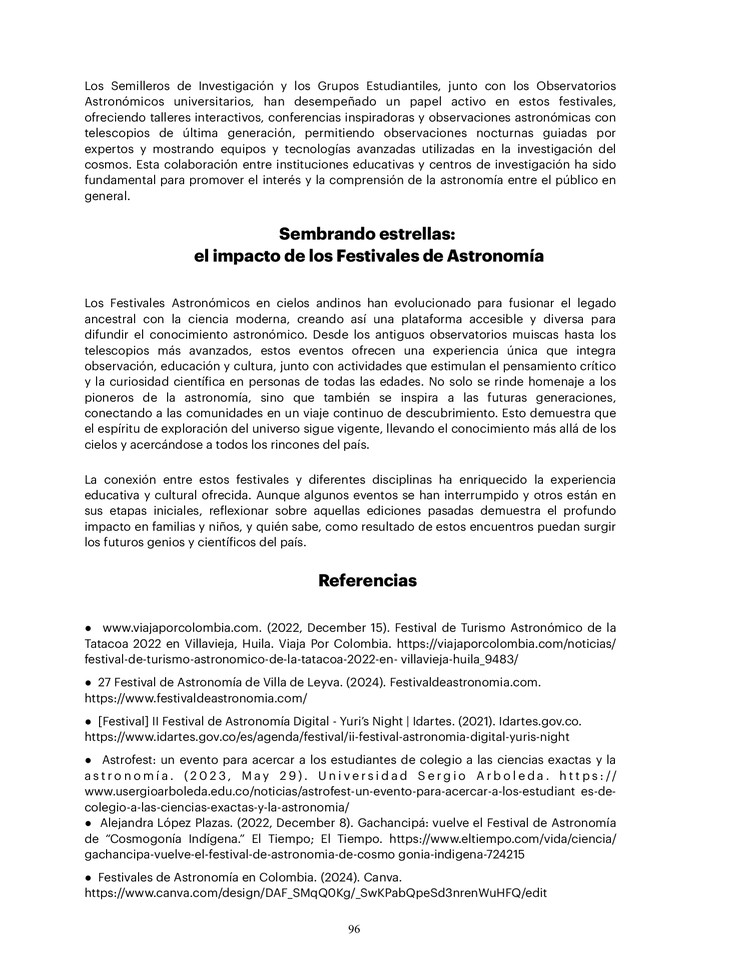 Los Semilleros de Investigación y los Grupos Estudiantiles, junto con los Observatorios
Astronómicos universitarios, han desempeñado un papel activo en estos festivales,
ofreciendo talleres interactivos, conferencias inspiradoras y observaciones astronómicas con
telescopios de última generación, permitiendo observaciones nocturnas guiadas por
expertos y mostrando equipos y tecnologías avanzadas utilizadas en la investigación del
cosmos. Esta colaboración entre instituciones educativas y centros de investigación ha sido
fundamental para promover el interés y la comprensión de la astronomía entre el público en
general.
Sembrando estrellas:
el impacto de los Festivales de Astronomía
Los Festivales Astronómicos en cielos andinos han evolucionado para fusionar el legado
ancestral con la ciencia moderna, creando así una plataforma accesible y diversa para
difundir el conocimiento astronómico. Desde los antiguos observatorios muiscas hasta los
telescopios más avanzados, estos eventos ofrecen una experiencia única que integra
observación, educación y cultura, junto con actividades que estimulan el pensamiento crítico
y la curiosidad científica en personas de todas las edades. No solo se rinde homenaje a los
pioneros de la astronomía, sino que también se inspira a las futuras generaciones,
conectando a las comunidades en un viaje continuo de descubrimiento. Esto demuestra que
el espíritu de exploración del universo sigue vigente, llevando el conocimiento más allá de los
cielos y acercándose a todos los rincones del país.
La conexión entre estos festivales y diferentes disciplinas ha enriquecido la experiencia
educativa y cultural ofrecida. Aunque algunos eventos se han interrumpido y otros están en
sus etapas iniciales, reflexionar sobre aquellas ediciones pasadas demuestra el profundo
impacto en familias y niños, y quién sabe, como resultado de estos encuentros puedan surgir
los futuros genios y científicos del país.
Referencias
● www.viajaporcolombia.com. (2022, December 15). Festival de Turismo Astronómico de la
Tatacoa 2022 en Villavieja, Huila. Viaja Por Colombia. https://viajaporcolombia.com/noticias/
festival-de-turismo-astronomico-de-la-tatacoa-2022-en- villavieja-huila_9483/
● 27 Festival de Astronomía de Villa de Leyva. (2024). Festivaldeastronomia.com.
https://www.festivaldeastronomia.com/
● [Festival] II Festival de Astronomía Digital - Yuri's Night | Idartes. (2021). Idartes.gov.co.
https://www.idartes.gov.co/es/agenda/festival/ii-festival-astronomia-digital-yuris-night
● Astrofest: un evento para acercar a los estudiantes de colegio a las ciencias exactas y la
astronomía. (2023, May 29). Universidad Sergio Arboleda. https://
www.usergioarboleda.edu.co/noticias/astrofest-un-evento-para-acercar-a-los-estudiant es-de-
colegio-a-las-ciencias-exactas-y-la-astronomia/
● Alejandra López Plazas. (2022, December 8). Gachancipá: vuelve el Festival de Astronomía
de “Cosmogonía Indígena.” El Tiempo; El Tiempo. https://www.eltiempo.com/vida/ciencia/
gachancipa-vuelve-el-festival-de-astronomia-de-cosmo gonia-indigena-724215
● Festivales de Astronomía en Colombia. (2024). Canva.
https://www.canva.com/design/DAF_SMqQ0Kg/_SwKPabQpeSd3nrenWuHFQ/edit
96